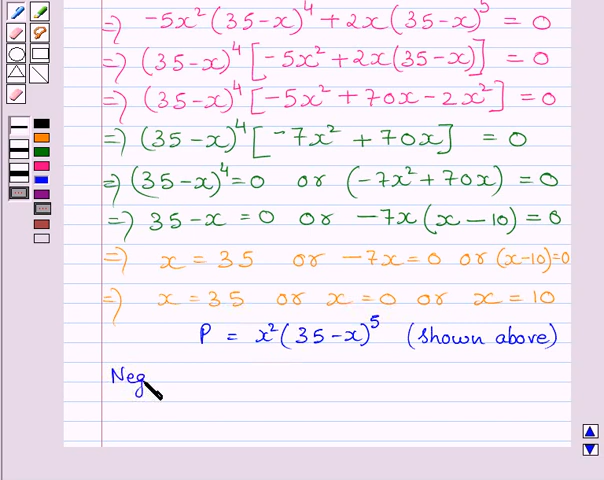 ⇒) -5x²(35-x)⁴ + 2x(35-x)⁵ = 0
⇒) (35-x)⁴[-5x² + 2x(35-x)] = 0
⇒) (35-x)⁴[-5x² + 70x - 2x²] = 0
⇒) (35-x)⁴[-7x² + 70x] = 0
⇒) (35-x)⁴=0 or (-7x²+70x) = 0
⇒) 35-x = 0 or -7x(x-10) = 0
⇒) x = 35 or -7x = 0 or (x-10)=0
⇒) x = 35 or x = 0 or x = 10
P = x²(35-x)⁵ (shown above)
Neg